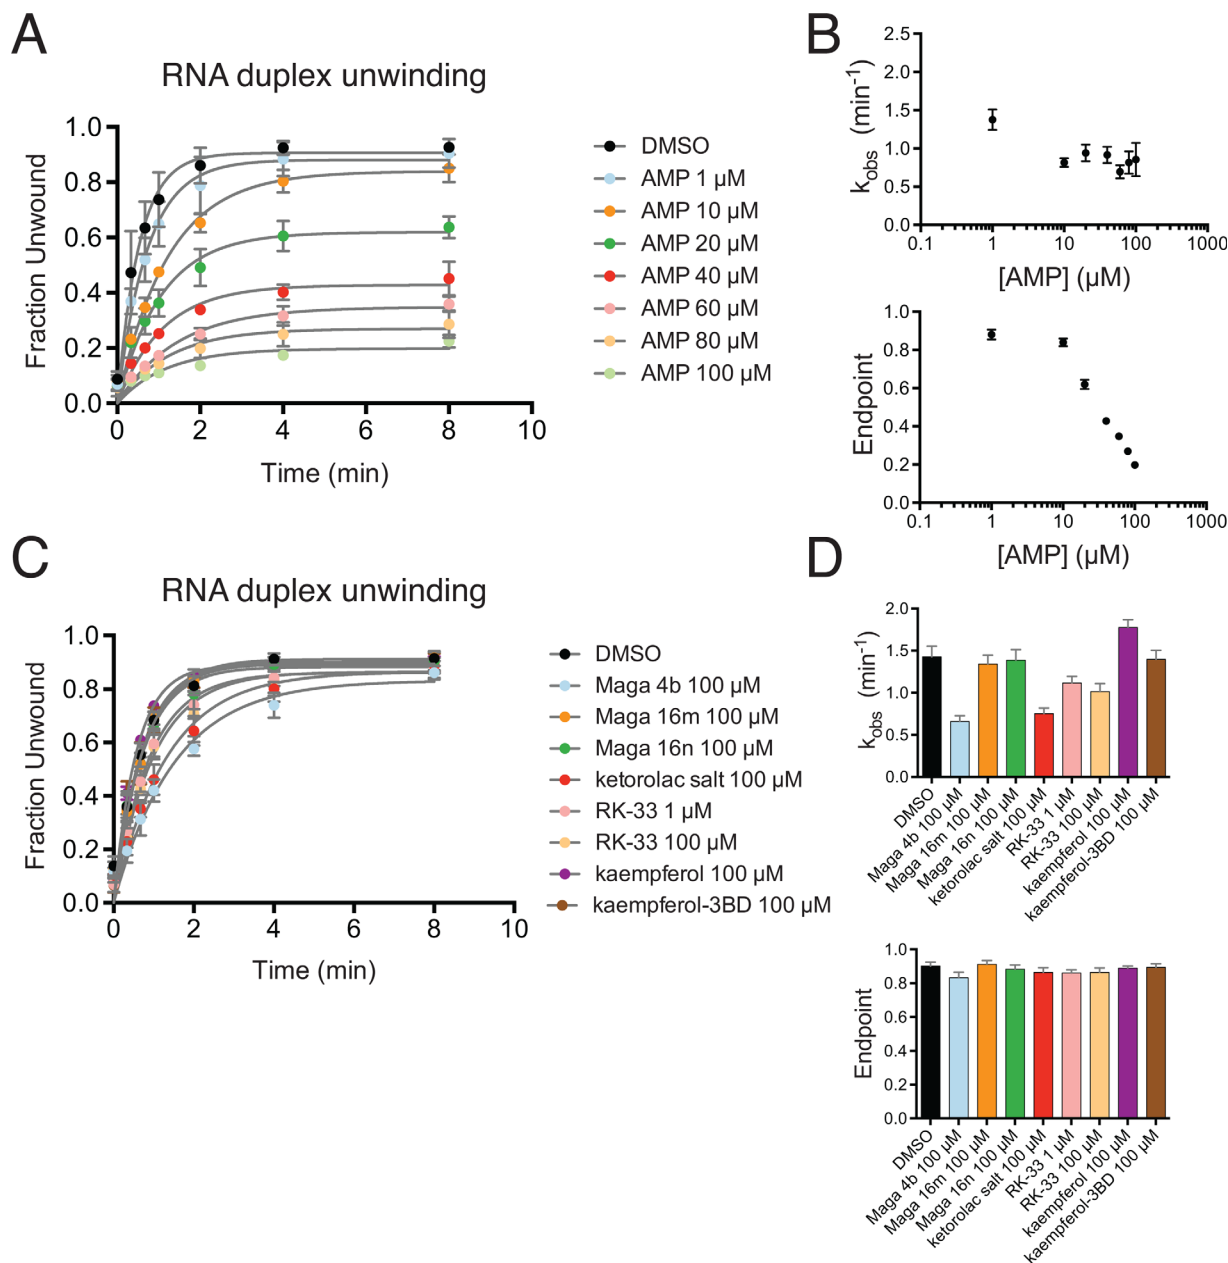 A
RNA duplex unwinding
Fraction Unwound
1.0
0.8
0.6
0.4
0.2
0.0
0 2 4 6 8 10
Time (min)
DMSO
AMP 1 µM
AMP 10 µM
AMP 20 µM
AMP 40 µM
AMP 60 µM
AMP 80 µM
AMP 100 µM
B
kobs (min-1)
2.5
2.0
1.5
1.0
0.5
0.0
0.1 1 10 100 1000
[AMP] (µM)
Endpoint
1.0
0.8
0.6
0.4
0.2
0.0
0.1 1 10 100 1000
[AMP] (µM)
C
RNA duplex unwinding
Fraction Unwound
1.0
0.8
0.6
0.4
0.2
0.0
0 2 4 6 8 10
Time (min)
DMSO
Maga 4b 100 µM
Maga 16m 100 µM
Maga 16n 100 µM
ketorolac salt 100 µM
RK-33 1 µM
RK-33 100 µM
kaempferol 100 µM
kaempferol-3BD 100 µM
D
kobs (min-1)
2.0
1.5
1.0
0.5
0.0
DMSO
Maga 4b 100 µM
Maga 16m 100 µM
Maga 16n 100 µM
ketorolac salt 100 µM
RK-33 1 µM
RK-33 100 µM
kaempferol 100 µM
kaempferol-3BD 100 µM
Endpoint
1.0
0.8
0.6
0.4
0.2
0.0
DMSO
Maga 4b 100 µM
Maga 16m 100 µM
Maga 16n 100 µM
ketorolac salt 100 µM
RK-33 1 µM
RK-33 100 µM
kaempferol 100 µM
kaempferol-3BD 100 µM